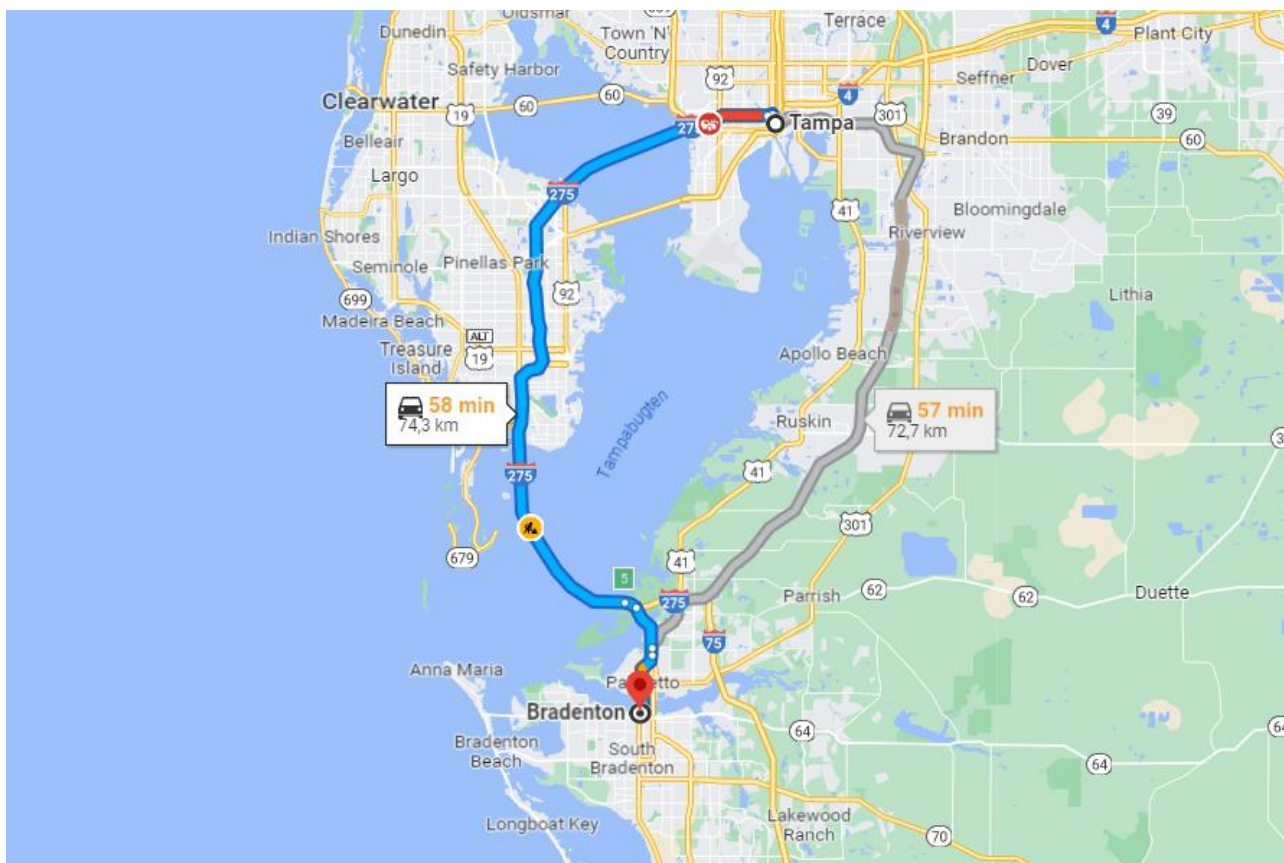 Oldsmar
Dunedin
Town 'N'
Country
Terrace
4
Plant City
Safety Harbor
92
Dover
Seffner
Clearwater
60
60
4
19
301
39
Tampa
Brandon
60
Belleair
Largo
275
41
Bloomingdale
Riverview
Indian Shores
Pinellas Park
Seminole
92
699
Lithia
Madeira Beach
ALT
19
Treasure
Island
Apollo Beach
58 min
74,3 km
57 min
72,7 km
Ruskin
Tampabugten
41
275
301
679
41
5
62
62
Parrish
Duette
275
75
Anna Maria
Bradenton
64
64
64
Bradenton
Beach
South
Bradenton
Longboat Key
Lakewood
Ranch
70